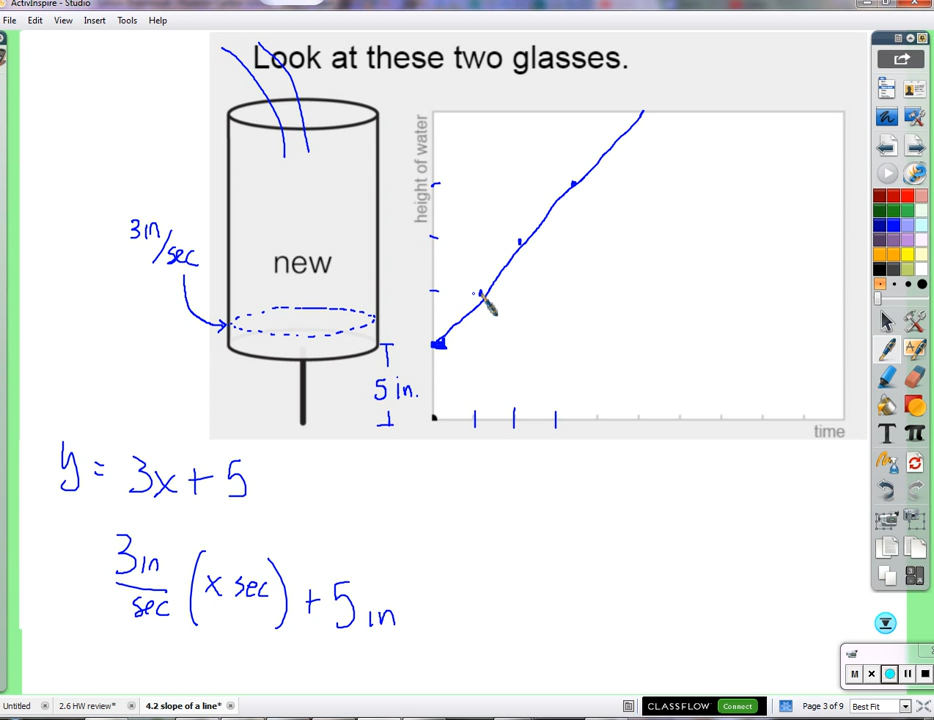 ActivInspire - Studio
File Edit View Insert Tools Help
Look at these two glasses.
height of water
3in
/sec
new
5 in.
time
y = 3x + 5
3in
sec (x sec) + 5 in
T π
M
Untitled 2.6 HW review* 4.2 slope of a line*
CLASSFLOW Connect
Page 3 of 9
Best Fit